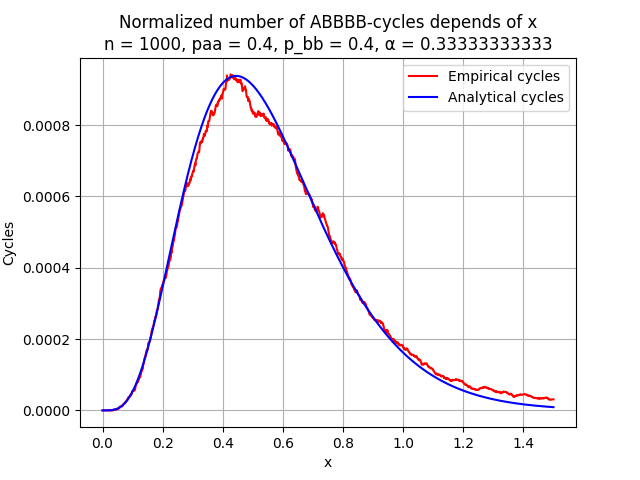 Normalized number of ABBBB-cycles depends of x
n = 1000, paa = 0.4, p_bb = 0.4, α = 0.33333333333
Empirical cycles
Analytical cycles
Cycles
0.0008
0.0006
0.0004
0.0002
0.0000
0.0 0.2 0.4 0.6 0.8 1.0 1.2 1.4
x